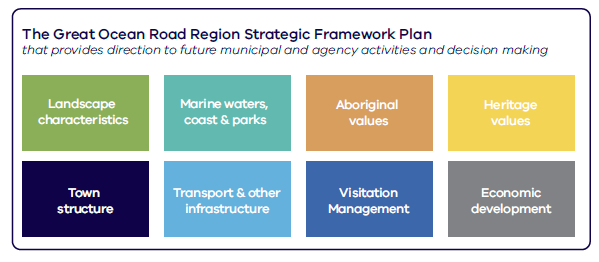 The Great Ocean Road Region Strategic Framework Plan
that provides direction to future municipal and agency activities and decision making
Landscape
characteristics
Marine waters,
coast & parks
Aboriginal
values
Heritage
values
Town
structure
Transport & other
infrastructure
Visitation
Management
Economic
development